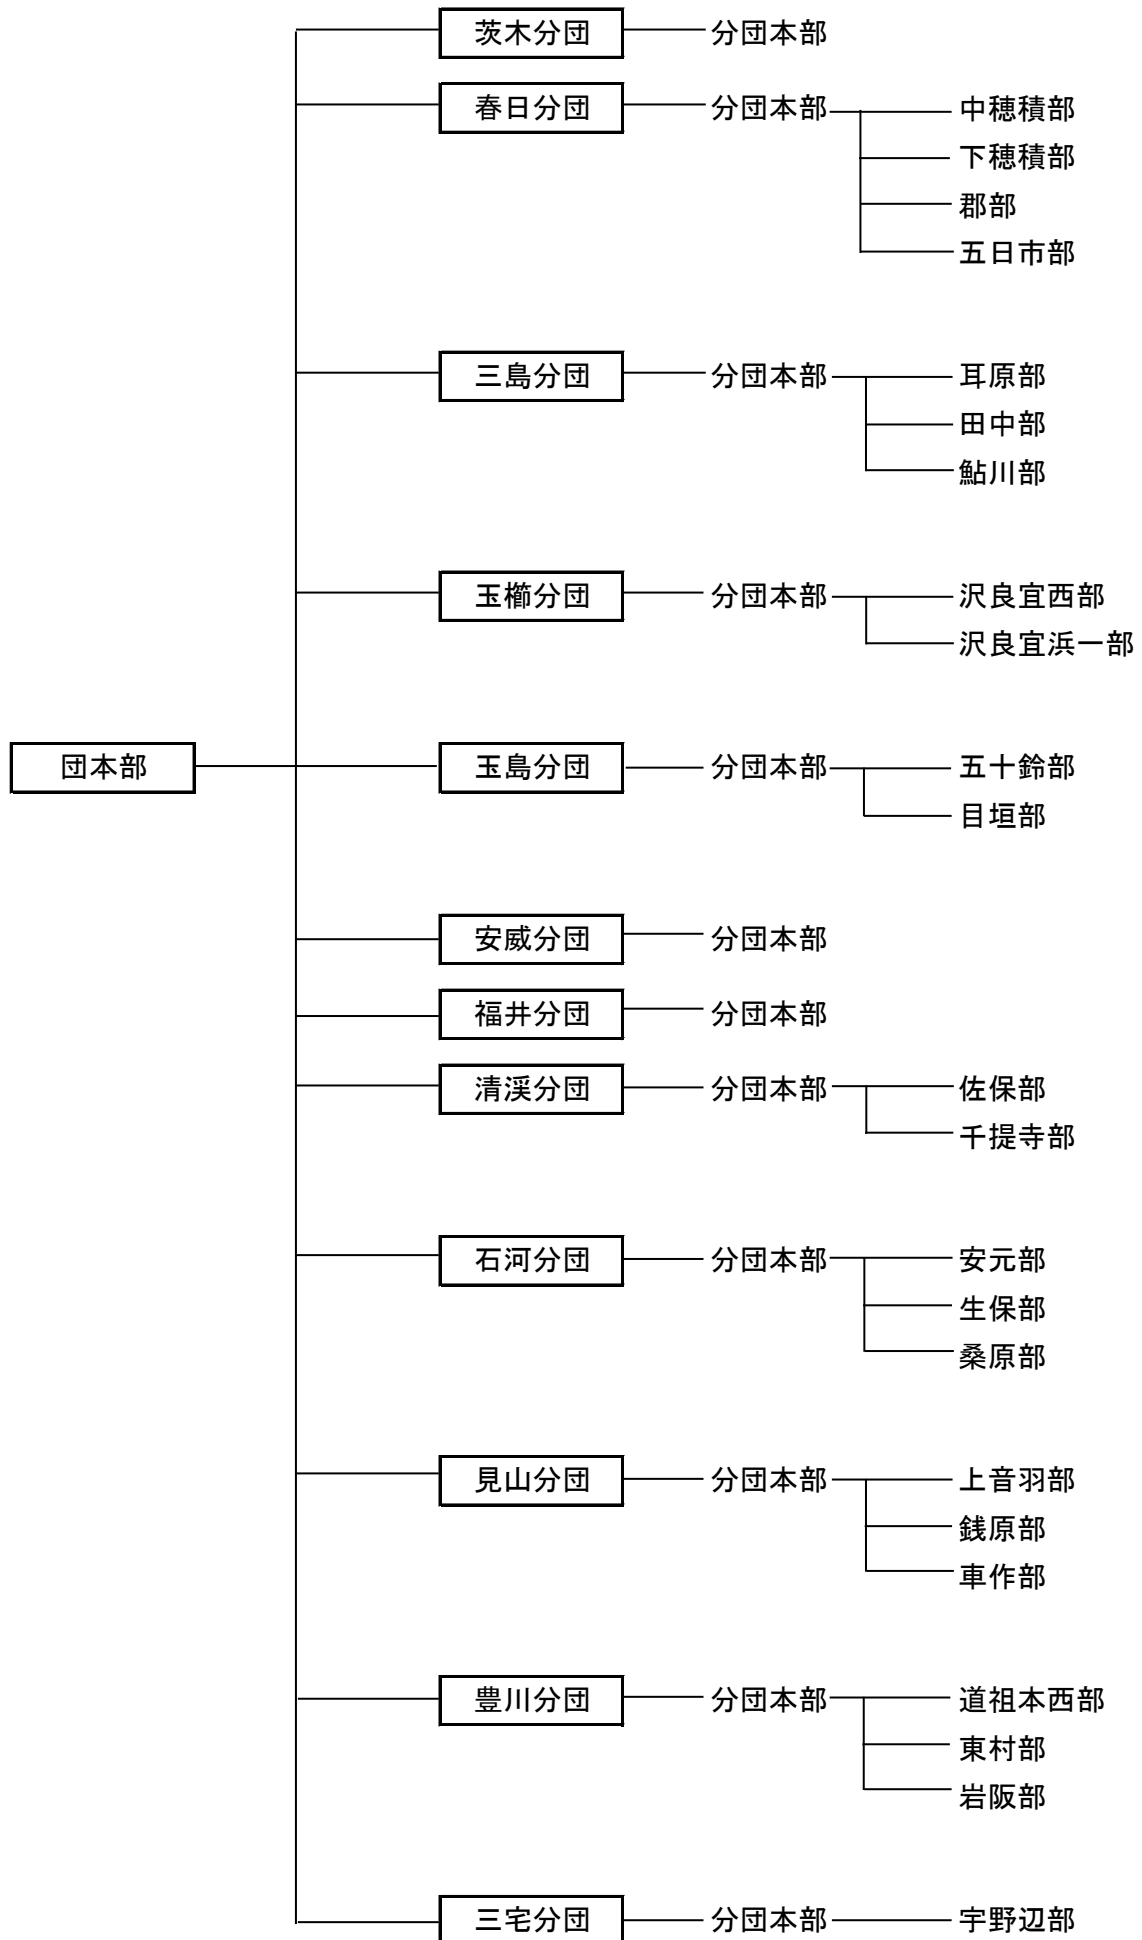 茨木分団 分団本部
春日分団 分団本部 中穂積部
下穂積部
郡部
五日市部
三島分団 分団本部 耳原部
田中部
鮎川部
玉櫛分団 分団本部 沢良宜西部
沢良宜浜一部
団本部 玉島分団 分団本部 五十鈴部
目垣部
安威分団 分団本部
福井分団 分団本部
清渓分団 分団本部 佐保部
千提寺部
石河分団 分団本部 安元部
生保部
桑原部
見山分団 分団本部 上音羽部
銭原部
車作部
豊川分団 分団本部 道祖本西部
東村部
岩阪部
三宅分団 分団本部 宇野辺部